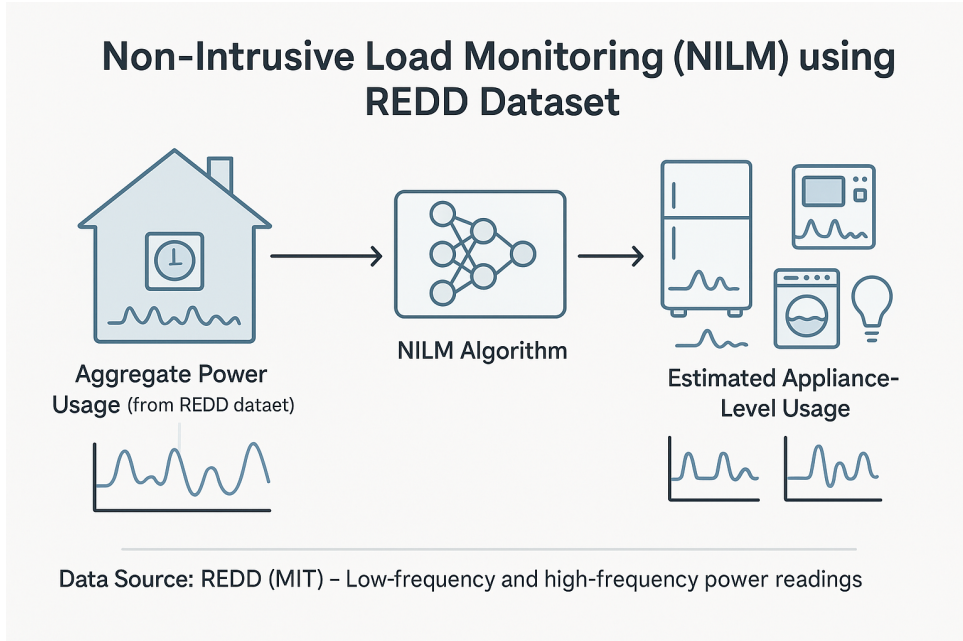 Non-Intrusive Load Monitoring (NILM) using
REDD Dataset
NILM Algorithm
Aggregate Power
Usage (from REDD dataet)
Estimated Appliance-
Level Usage
Data Source: REDD (MIT) – Low-frequency and high-frequency power readings